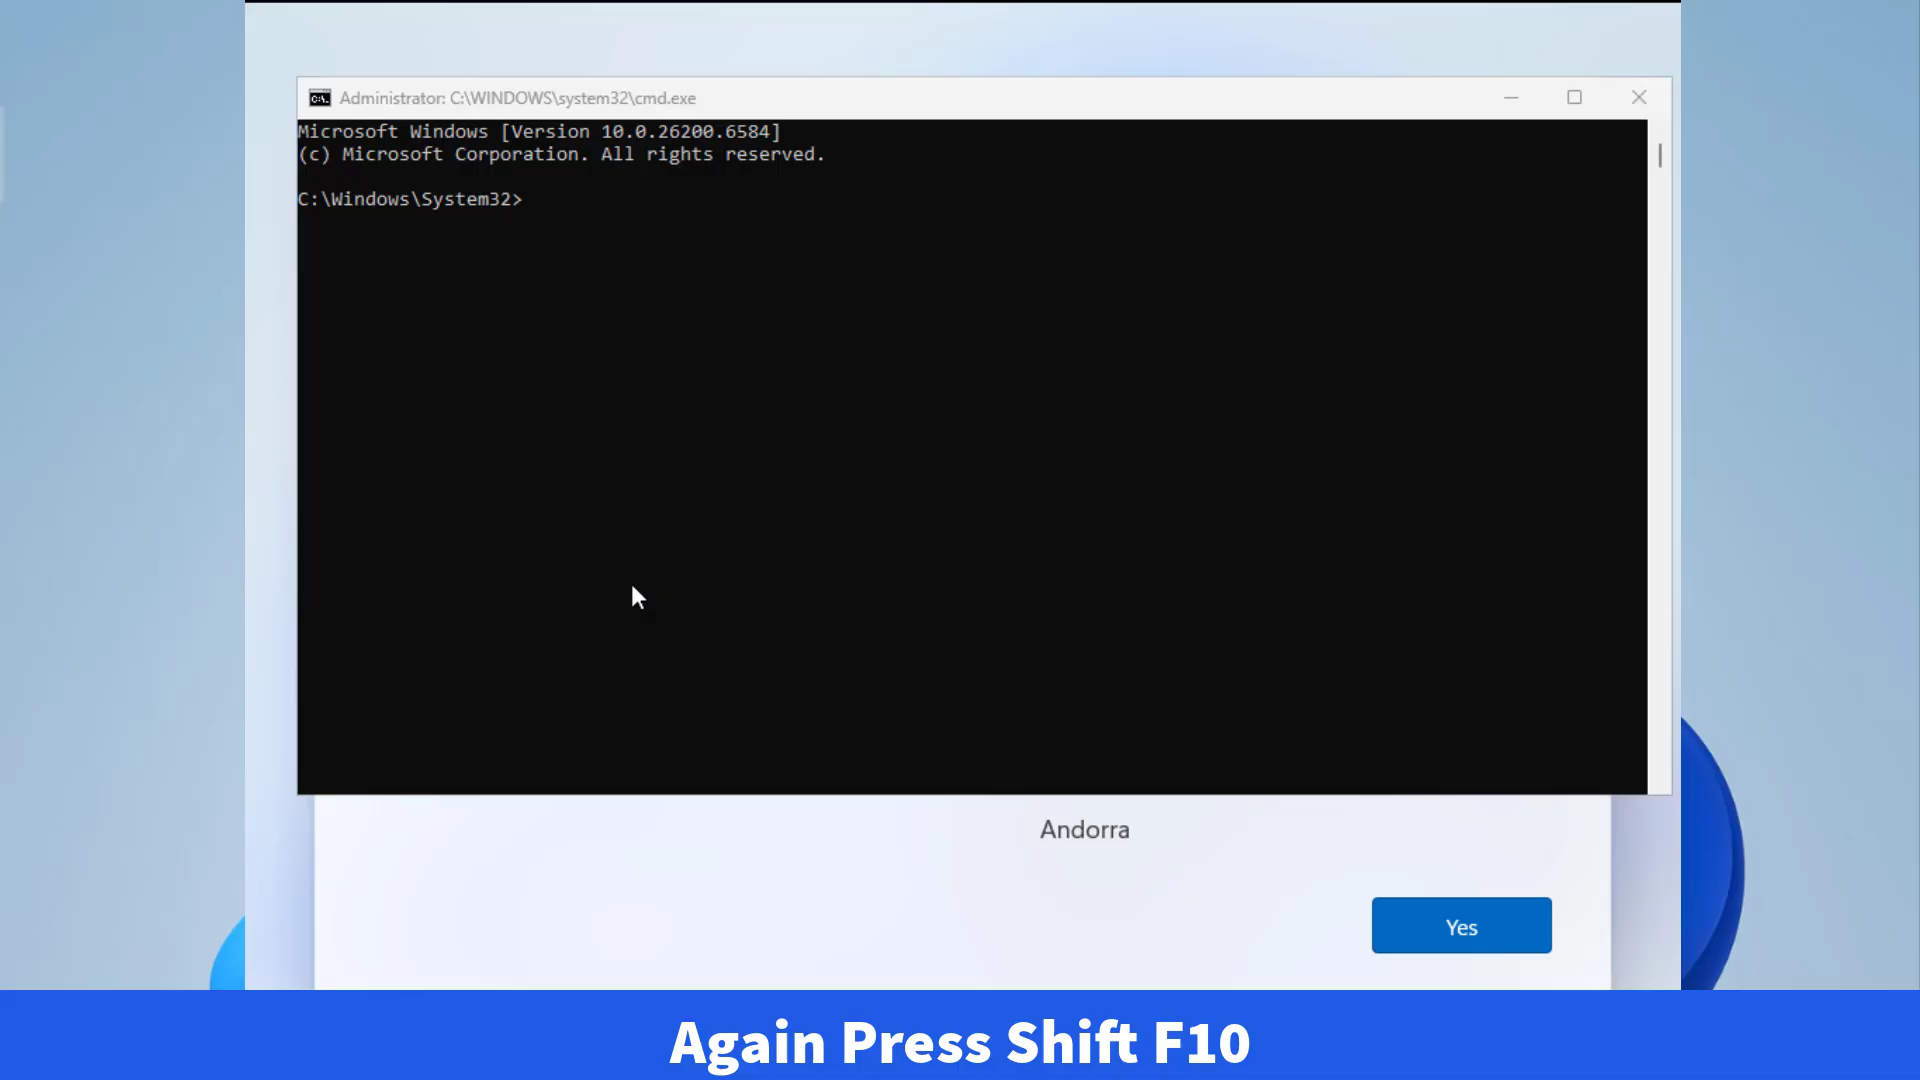 Administrator: C:\WINDOWS\system32\cmd.exe
Microsoft Windows [Version 10.0.26200.6584]
(c) Microsoft Corporation. All rights reserved.
C:\Windows\System32>
Andorra
Yes
Again Press Shift F10